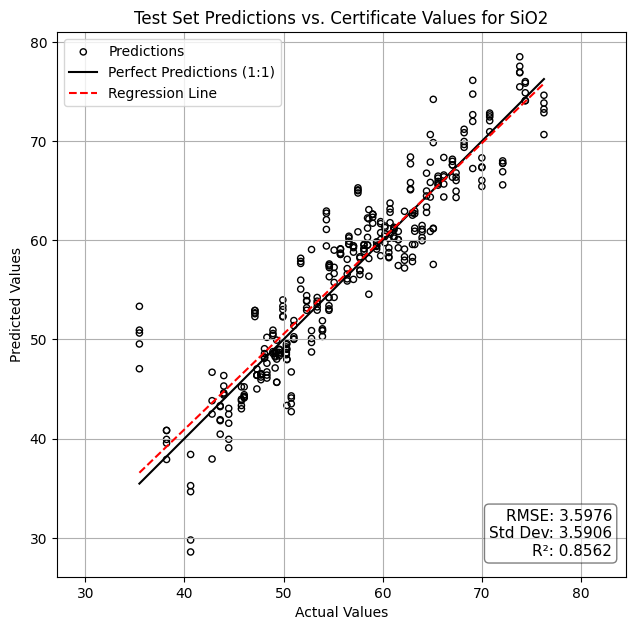 Test Set Predictions vs. Certificate Values for SiO2
Predictions
Perfect Predictions (1:1)
Regression Line
80
70
60
50
40
30
Predicted Values
RMSE: 3.5976
Std Dev: 3.5906
R²: 0.8562
30 40 50 60 70 80
Actual Values